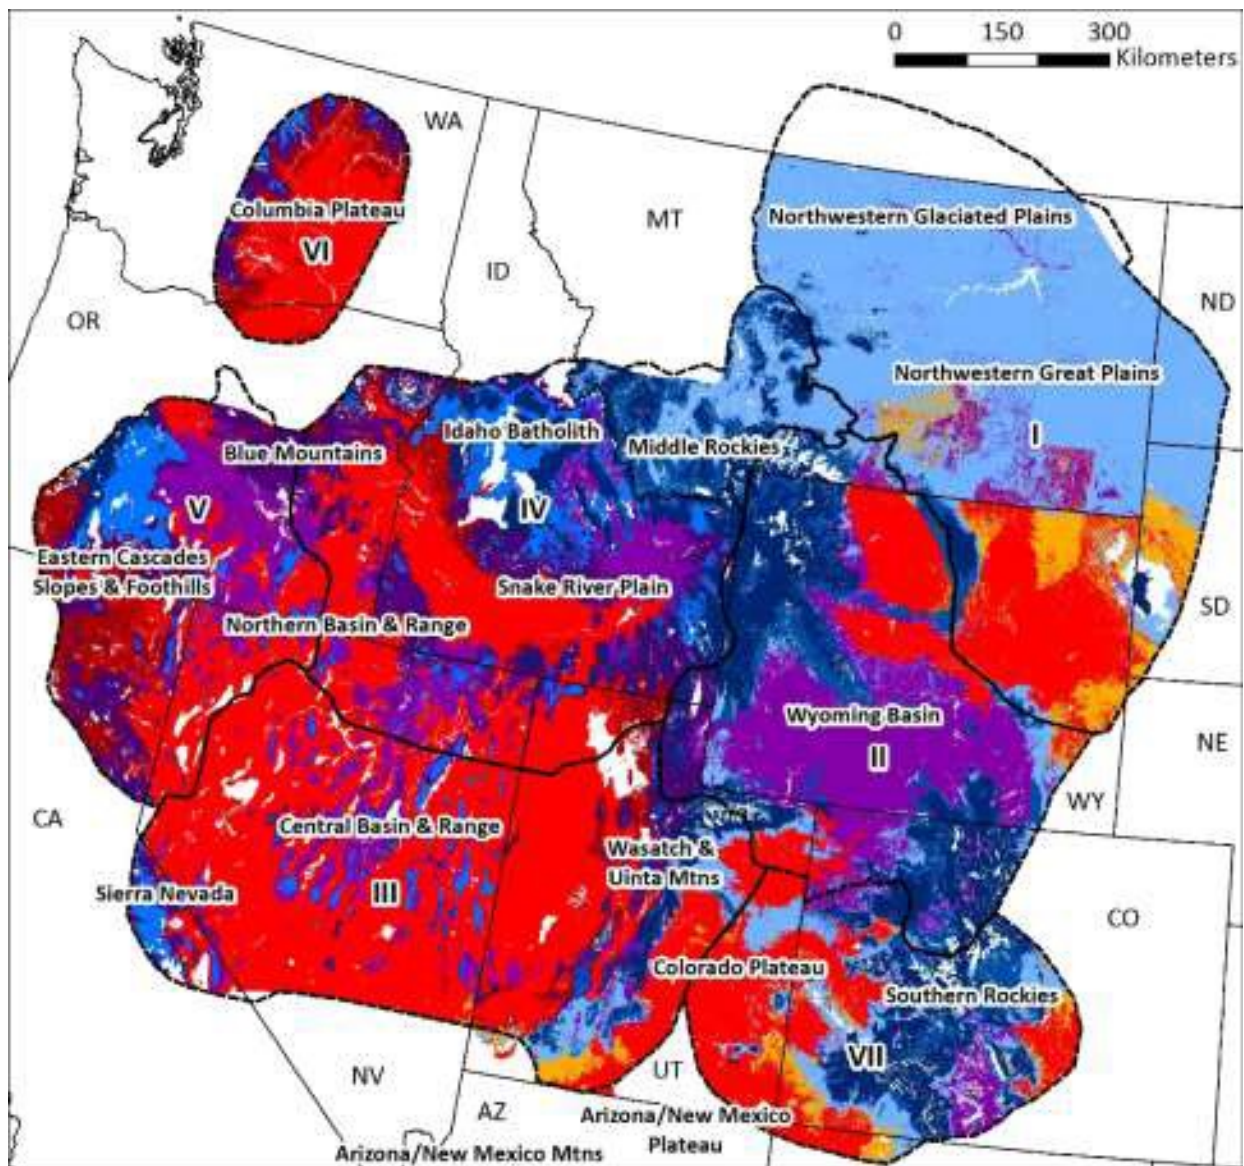 0 150 300
Kilometers
WA
Columbia Plateau
VI
MT
Northwestern Glaciated Plains
ID
ND
OR
Northwestern Great Plains
I
Blue Mountains
Idaho Batholith
Middle Rockies
V
IV
Eastern Cascades
Slopes & Foothills
Snake River Plain
Northern Basin & Range
SD
Wyoming Basin
II
NE
WY
CA
Central Basin & Range
Wasatch &
Uinta Mtns
Sierra Nevada
III
CO
Colorado Plateau
Southern Rockies
VII
NV
UT
AZ
Arizona/New Mexico
Plateau
Arizona/New Mexico Mtns